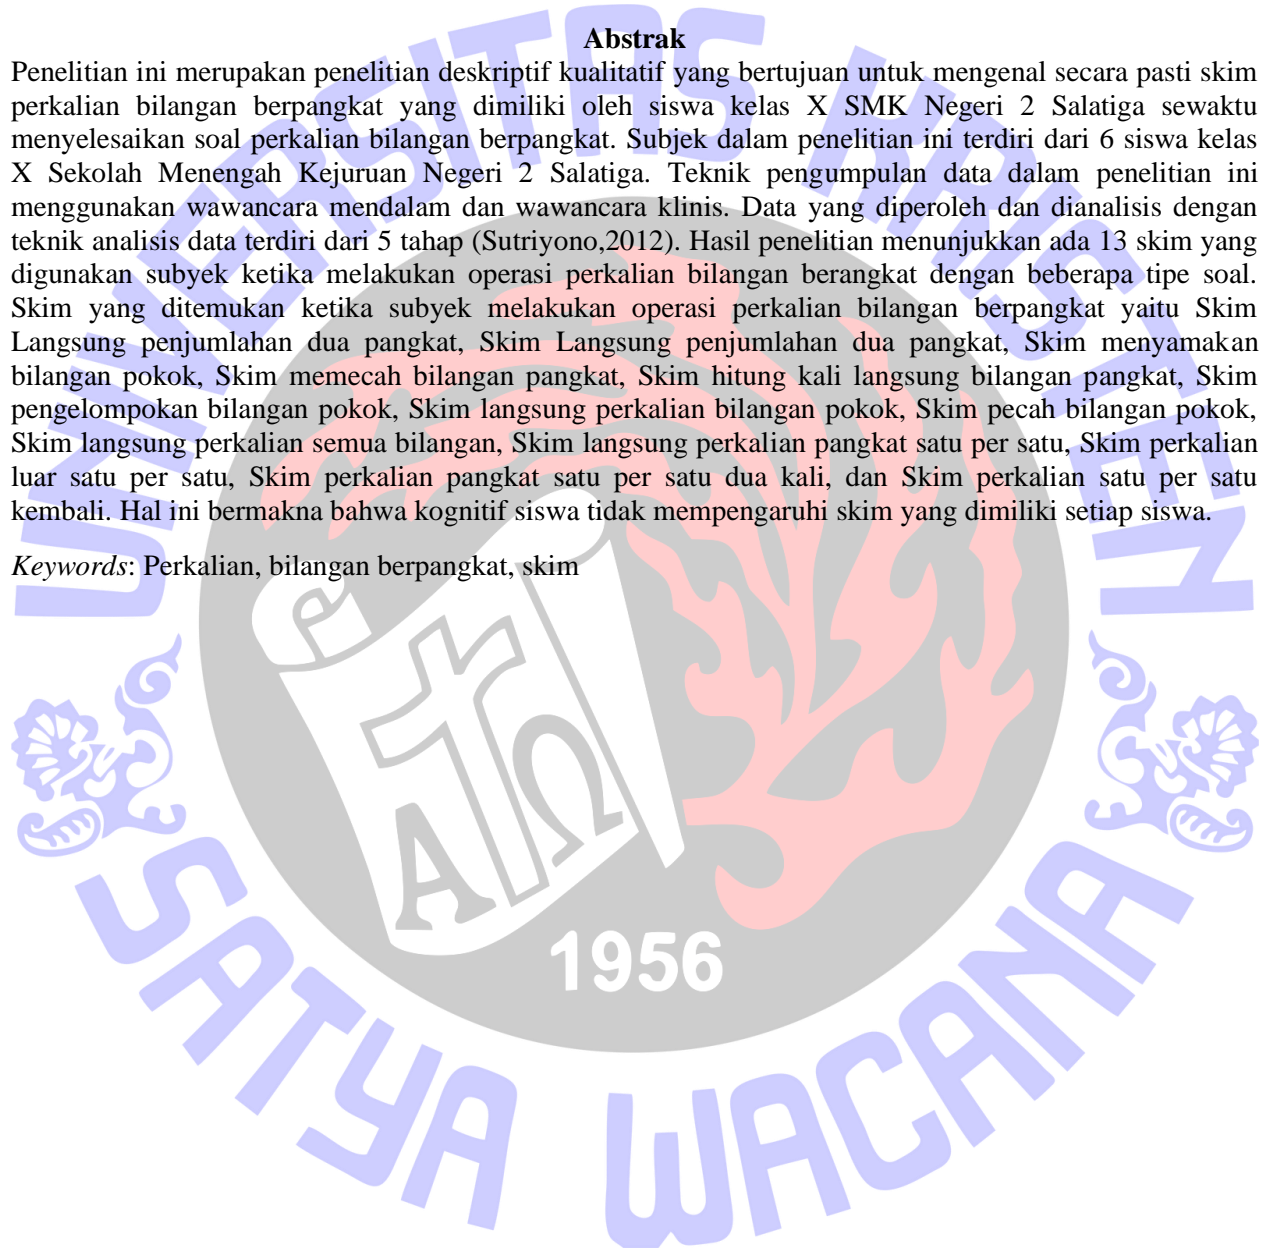 Abstrak
Penelitian ini merupakan penelitian deskriptif kualitatif yang bertujuan untuk mengenal secara pasti skim
perkalian bilangan berpangkat yang dimiliki oleh siswa kelas X SMK Negeri 2 Salatiga sewaktu
menyelesaikan soal perkalian bilangan berpangkat. Subjek dalam penelitian ini terdiri dari 6 siswa kelas
X Sekolah Menengah Kejuruan Negeri 2 Salatiga. Teknik pengumpulan data dalam penelitian ini
menggunakan wawancara mendalam dan wawancara klinis. Data yang diperoleh dan dianalisis dengan
teknik analisis data terdiri dari 5 tahap (Sutriyono,2012). Hasil penelitian menunjukkan ada 13 skim yang
digunakan subyek ketika melakukan operasi perkalian bilangan berangkat dengan beberapa tipe soal.
Skim yang ditemukan ketika subyek melakukan operasi perkalian bilangan berpangkat yaitu Skim
Langsung penjumlahan dua pangkat, Skim Langsung penjumlahan dua pangkat, Skim menyamakan
bilangan pokok, Skim memecah bilangan pangkat, Skim hitung kali langsung bilangan pangkat, Skim
pengelompokan bilangan pokok, Skim langsung perkalian bilangan pokok, Skim pecah bilangan pokok,
Skim langsung perkalian semua bilangan, Skim langsung perkalian pangkat satu per satu, Skim perkalian
luar satu per satu, Skim perkalian pangkat satu per satu dua kali, dan Skim perkalian satu per satu
kembali. Hal ini bermakna bahwa kognitif siswa tidak mempengaruhi skim yang dimiliki setiap siswa.
Keywords: Perkalian, bilangan berpangkat, skim
UNIVERSITAS KRISTEN
A Ω
1956
SATYA WACANA